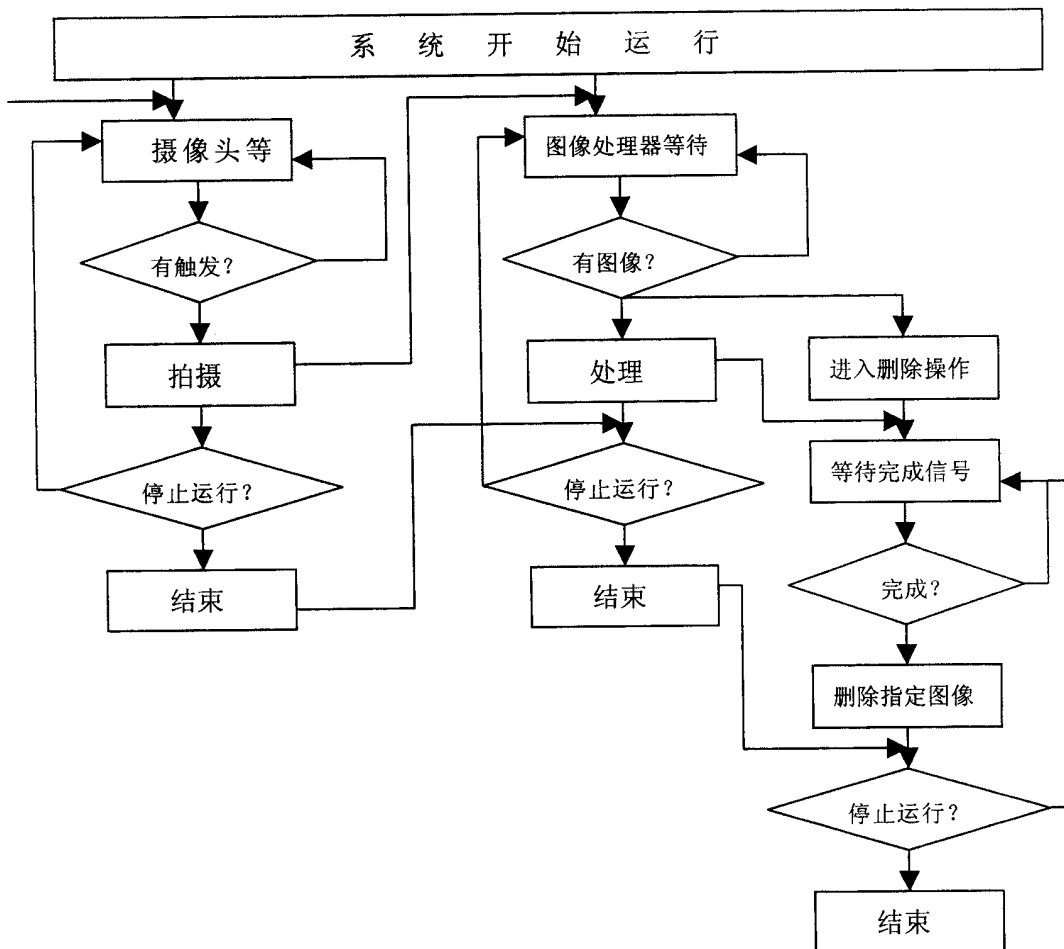 系统开始运行
摄像头等
有触发?
拍摄
停止运行?
结束
图像处理器等待
有图像?
处理
停止运行?
结束
进入删除操作
等待完成信号
完成?
删除指定图像
停止运行?
结束